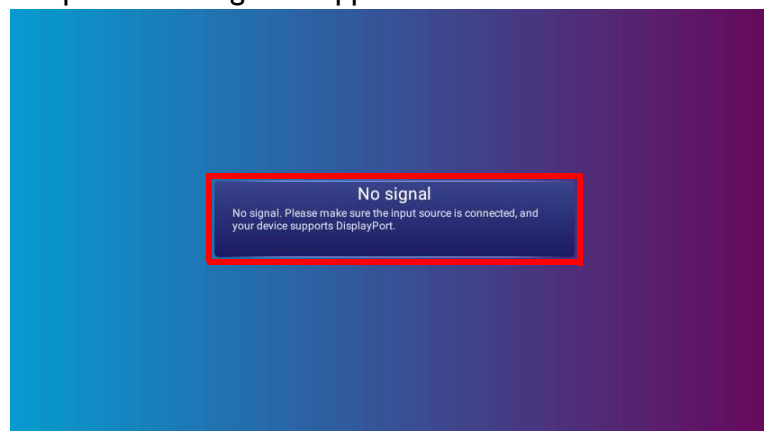 No signal
No signal. Please make sure the input source is connected, and
your device supports DisplayPort.